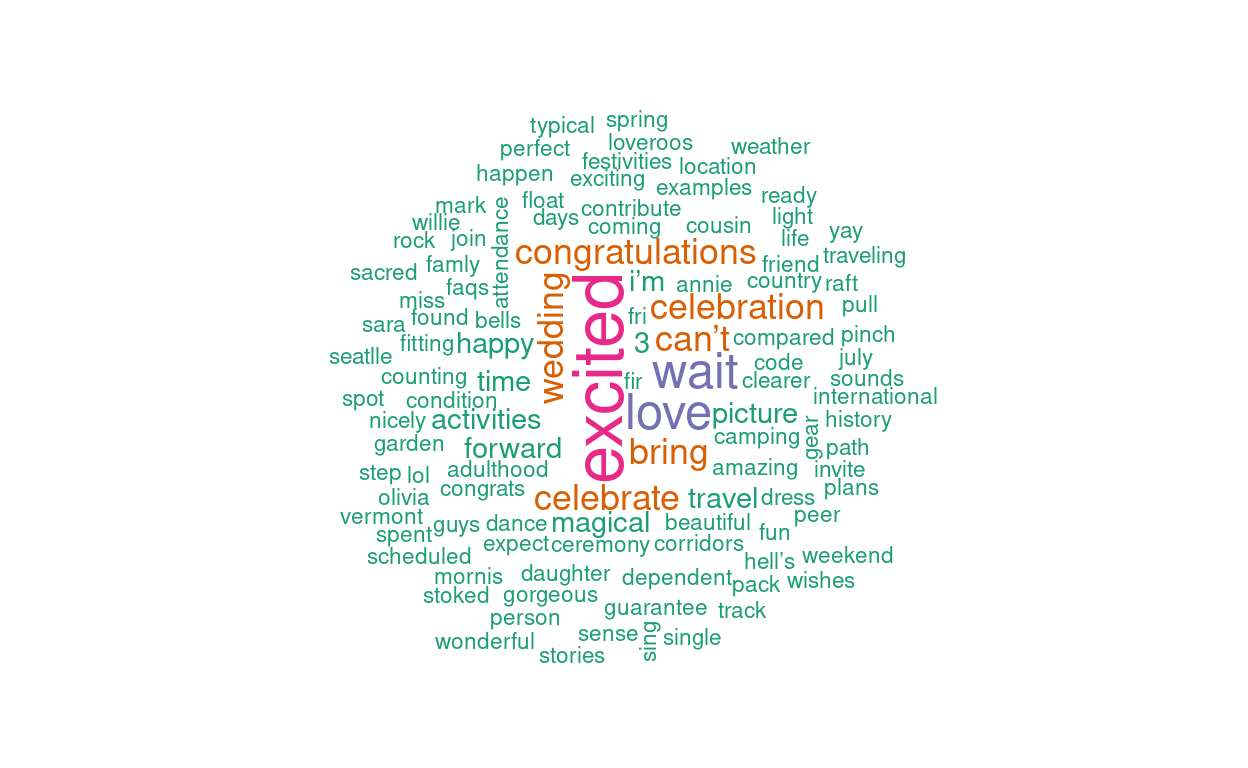 typical spring
perfect loveroos weather
happen festivities location
exciting examples ready
mark float contribute light
willie days coming cousin life yay
rock join attendance congratulations friend traveling
sacred famly i’m annie country raft
miss faqs wedding excited fri celebration pull
sara found bells 3 can’t compared pinch
seatlle fitting happy wait code july
counting time fir clearer sounds
spot condition love international
nicely activities picture gear history
garden forward bring camping path
step lol adulthood amazing invite
olivia congrats celebrate travel dress plans
vermont guys dance magical beautiful peer
spent expect ceremony corridors fun
scheduled hell’s weekend
mornis daughter dependent pack wishes
stoked gorgeous guarantee track
person sense sing single
wonderful stories